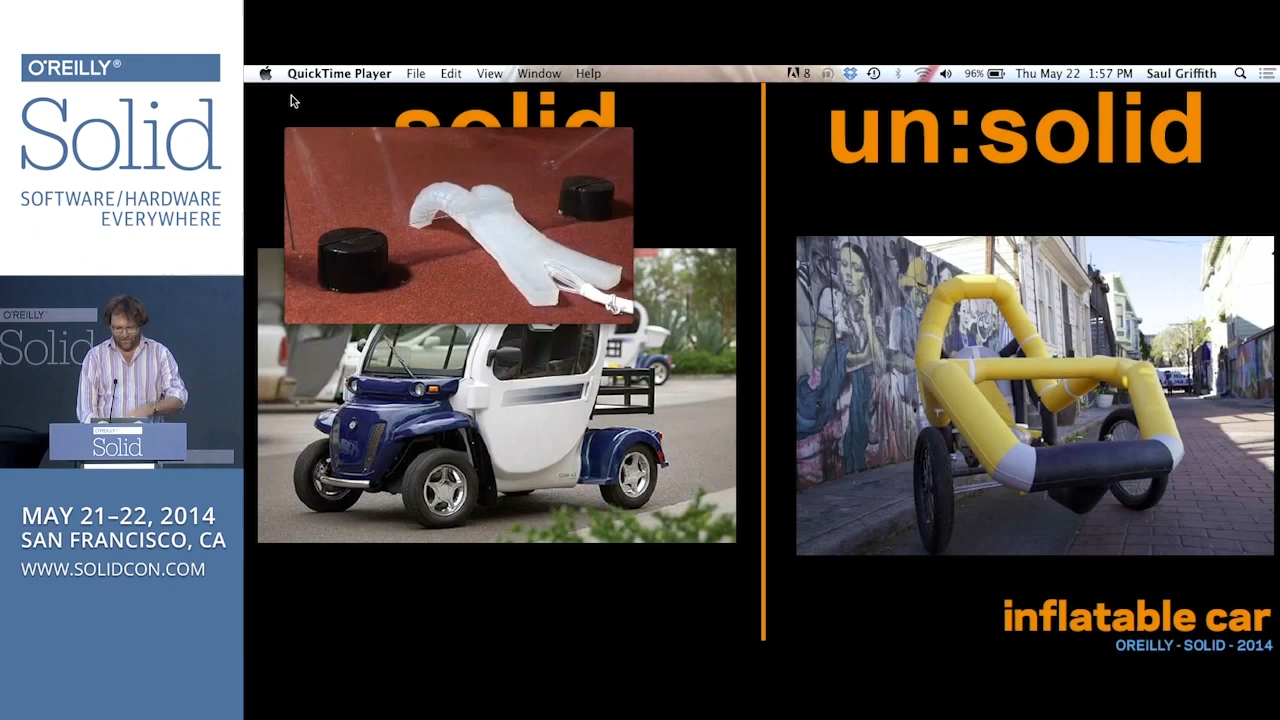 O'REILLY®
Solid
SOFTWARE/HARDWARE
EVERYWHERE
O'REILLY
Solid
O'REILLY
Solid
MAY 21–22, 2014
SAN FRANCISCO, CA
WWW.SOLIDCON.COM
QuickTime Player File Edit View Window Help 8 96% Thu May 22 1:57 PM Saul Griffith
solid
un:solid
inflatable car
OREILLY - SOLID - 2014